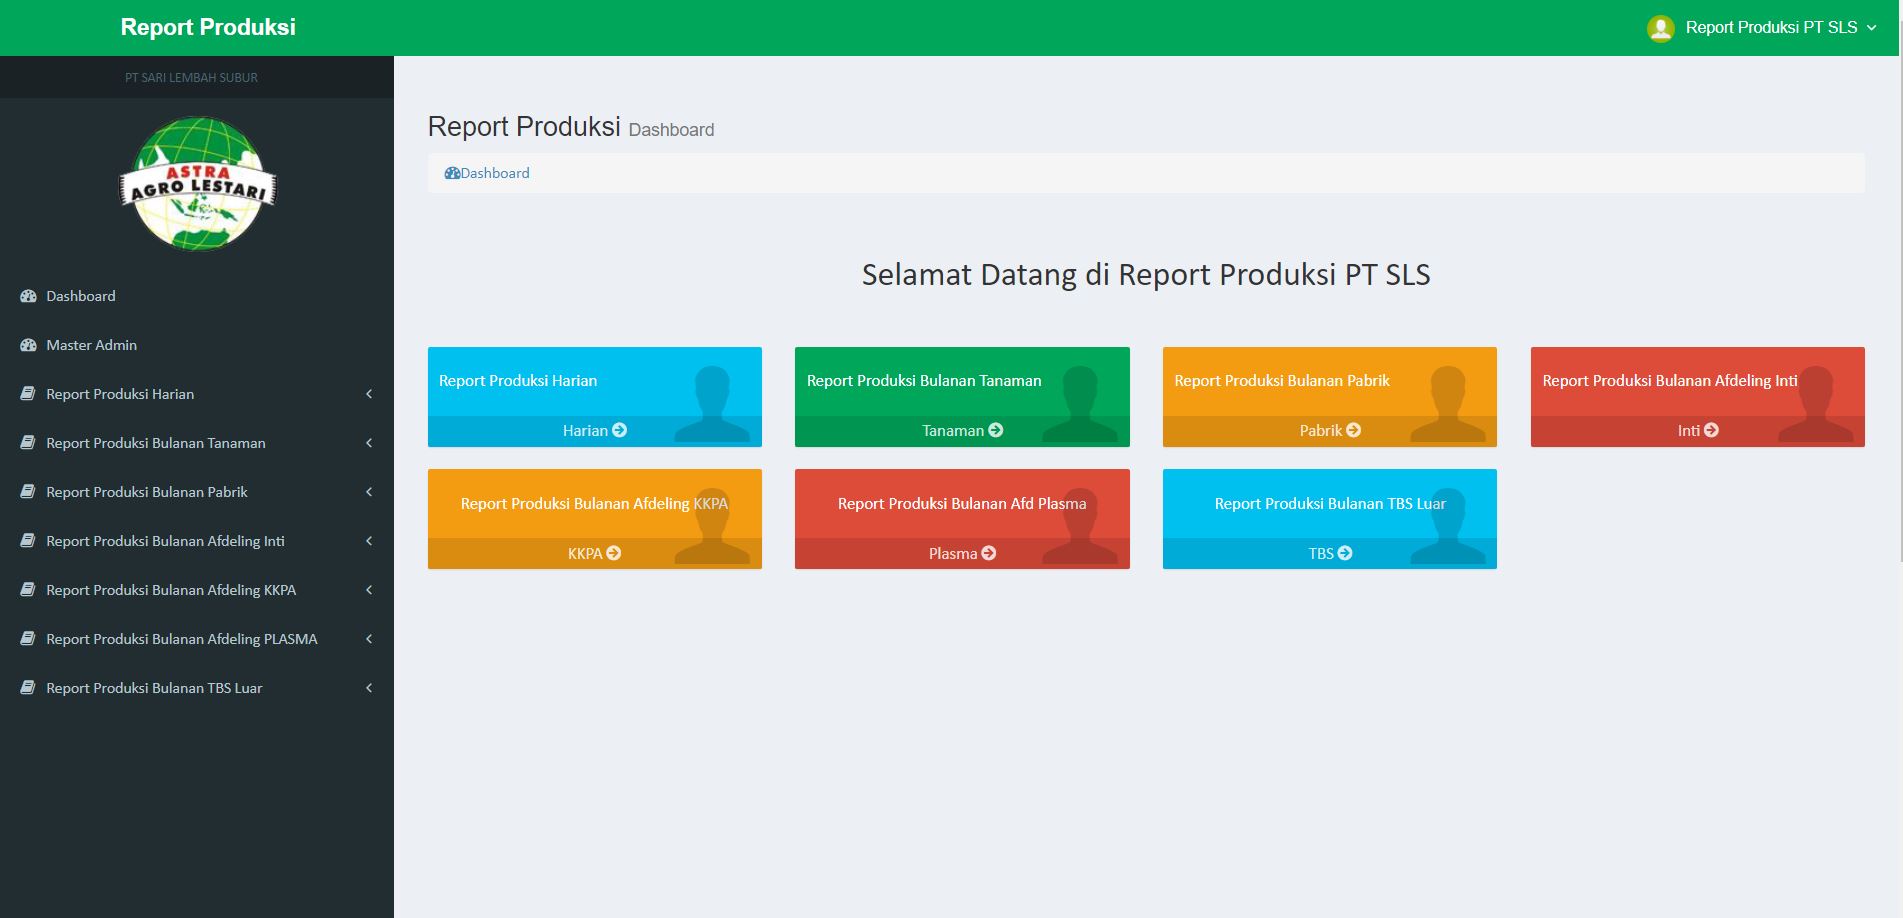 Report Produksi
Report Produksi PT SLS
PT SARI LEMBAH SUBUR
ASTRA
AGRO LESTARI
Dashboard
Master Admin
Report Produksi Harian
Report Produksi Bulanan Tanaman
Report Produksi Bulanan Pabrik
Report Produksi Bulanan Afdeling Inti
Report Produksi Bulanan Afdeling KKPA
Report Produksi Bulanan Afdeling PLASMA
Report Produksi Bulanan TBS Luar
Report Produksi Dashboard
Dashboard
Selamat Datang di Report Produksi PT SLS
Report Produksi Harian
Harian
Report Produksi Bulanan Tanaman
Tanaman
Report Produksi Bulanan Pabrik
Pabrik
Report Produksi Bulanan Afdeling Inti
Inti
Report Produksi Bulanan Afdeling KKPA
KKPA
Report Produksi Bulanan Afd Plasma
Plasma
Report Produksi Bulanan TBS Luar
TBS